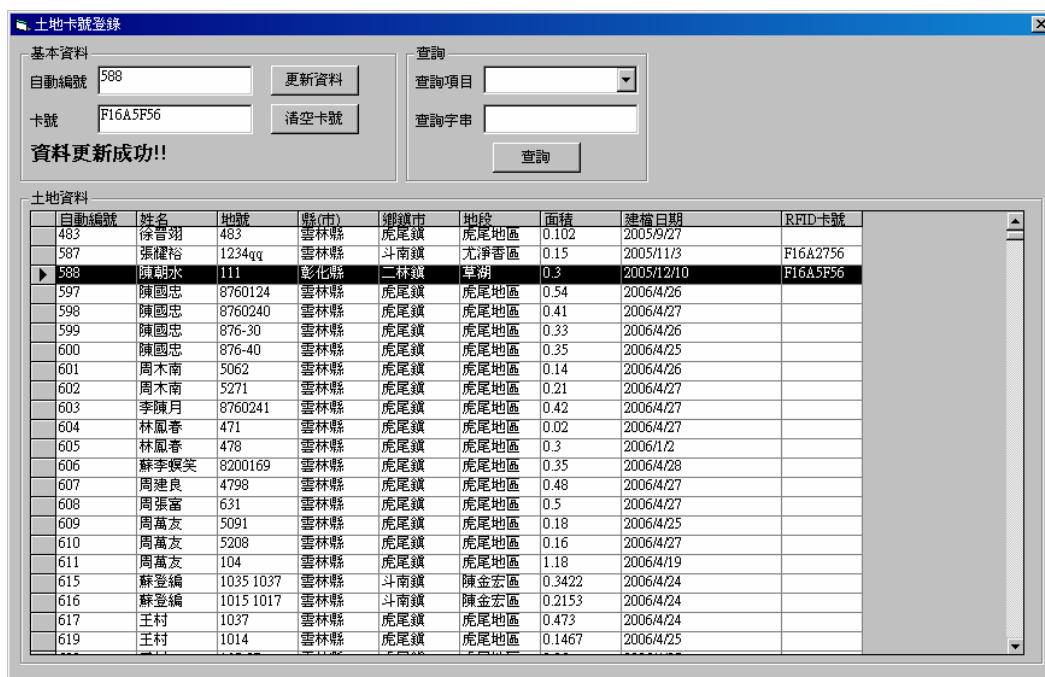 土地卡號登錄
基本資料
自動編號 588 更新資料
卡號 F16A5F56 清空卡號
資料更新成功!!
查詢
查詢項目
查詢字串
查詢
土地資料
自動編號 姓名 地號 縣(市) 鄉鎮市 地段 面積 建檔日期 RFID卡號
483 徐晋翊 483 雲林縣 虎尾鎮 虎尾地區 0.102 2005/9/27
587 張耀裕 1234qq 雲林縣 斗南鎮 尤淨香區 0.15 2005/11/3 F16A2756
588 陳朝水 111 彰化縣 二林鎮 草湖 0.3 2005/12/10 F16A5F56
597 陳國忠 8760124 雲林縣 虎尾鎮 虎尾地區 0.54 2006/4/26
598 陳國忠 8760240 雲林縣 虎尾鎮 虎尾地區 0.41 2006/4/27
599 陳國忠 876-30 雲林縣 虎尾鎮 虎尾地區 0.33 2006/4/26
600 陳國忠 876-40 雲林縣 虎尾鎮 虎尾地區 0.35 2006/4/25
601 周木南 5062 雲林縣 虎尾鎮 虎尾地區 0.14 2006/4/26
602 周木南 5271 雲林縣 虎尾鎮 虎尾地區 0.21 2006/4/27
603 李陳月 8760241 雲林縣 虎尾鎮 虎尾地區 0.42 2006/4/27
604 林鳳春 471 雲林縣 虎尾鎮 虎尾地區 0.02 2006/4/27
605 林鳳春 478 雲林縣 虎尾鎮 虎尾地區 0.3 2006/1/2
606 蘇李螟笑 8200169 雲林縣 虎尾鎮 虎尾地區 0.35 2006/4/28
607 周建良 4798 雲林縣 虎尾鎮 虎尾地區 0.48 2006/4/27
608 周張富 631 雲林縣 虎尾鎮 虎尾地區 0.5 2006/4/27
609 周萬友 5091 雲林縣 虎尾鎮 虎尾地區 0.18 2006/4/25
610 周萬友 5208 雲林縣 虎尾鎮 虎尾地區 0.16 2006/4/27
611 周萬友 104 雲林縣 虎尾鎮 虎尾地區 1.18 2006/4/19
615 蘇登編 1035 1037 雲林縣 斗南鎮 陳金宏區 0.3422 2006/4/24
616 蘇登編 1015 1017 雲林縣 斗南鎮 陳金宏區 0.2153 2006/4/24
617 王村 1037 雲林縣 虎尾鎮 虎尾地區 0.473 2006/4/24
619 王村 1014 雲林縣 虎尾鎮 虎尾地區 0.1467 2006/4/25